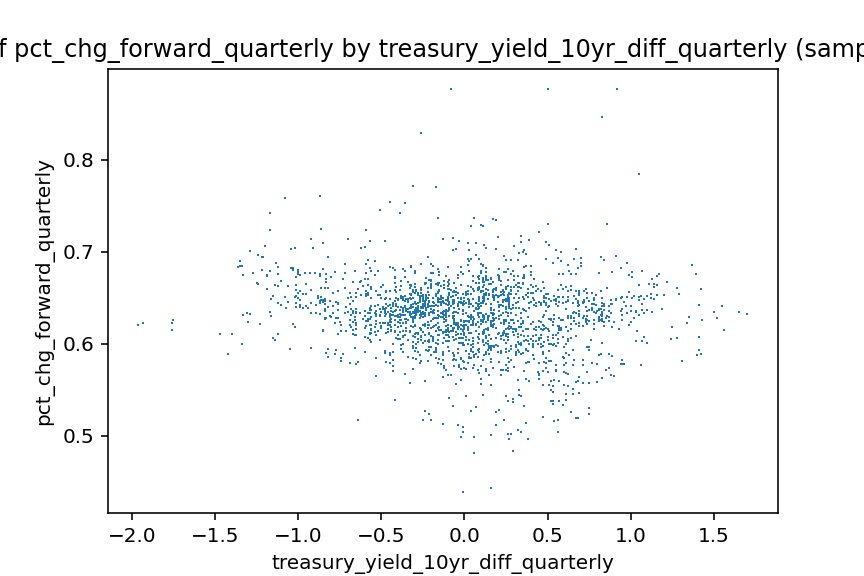 f pct_chg_forward_quarterly by treasury_yield_10yr_diff_quarterly (samp
pct_chg_forward_quarterly
0.8
0.7
0.6
0.5
−2.0 −1.5 −1.0 −0.5 0.0 0.5 1.0 1.5
treasury_yield_10yr_diff_quarterly